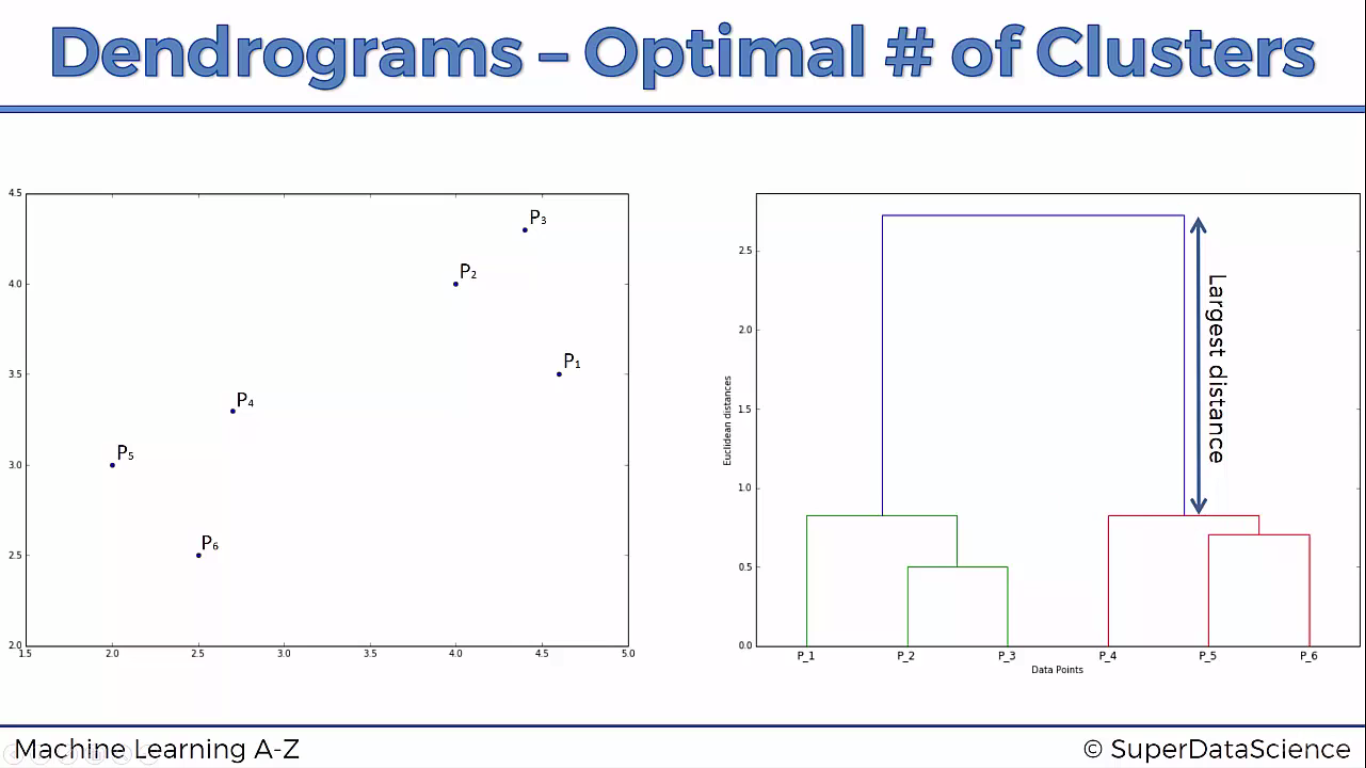 Dendrograms – Optimal # of Clusters
4.5
4.0
3.5
3.0
2.5
2.0
1.5
2.0
2.5
3.0
3.5
4.0
4.5
5.0
P₃
P₂
P₁
P₄
P₅
P₆
Euclidean distances
2.5
2.0
1.5
1.0
0.5
0.0
Largest distance
P_1
P_2
P_3
P_4
P_5
P_6
Data Points
Machine Learning A-Z
© SuperDataScience